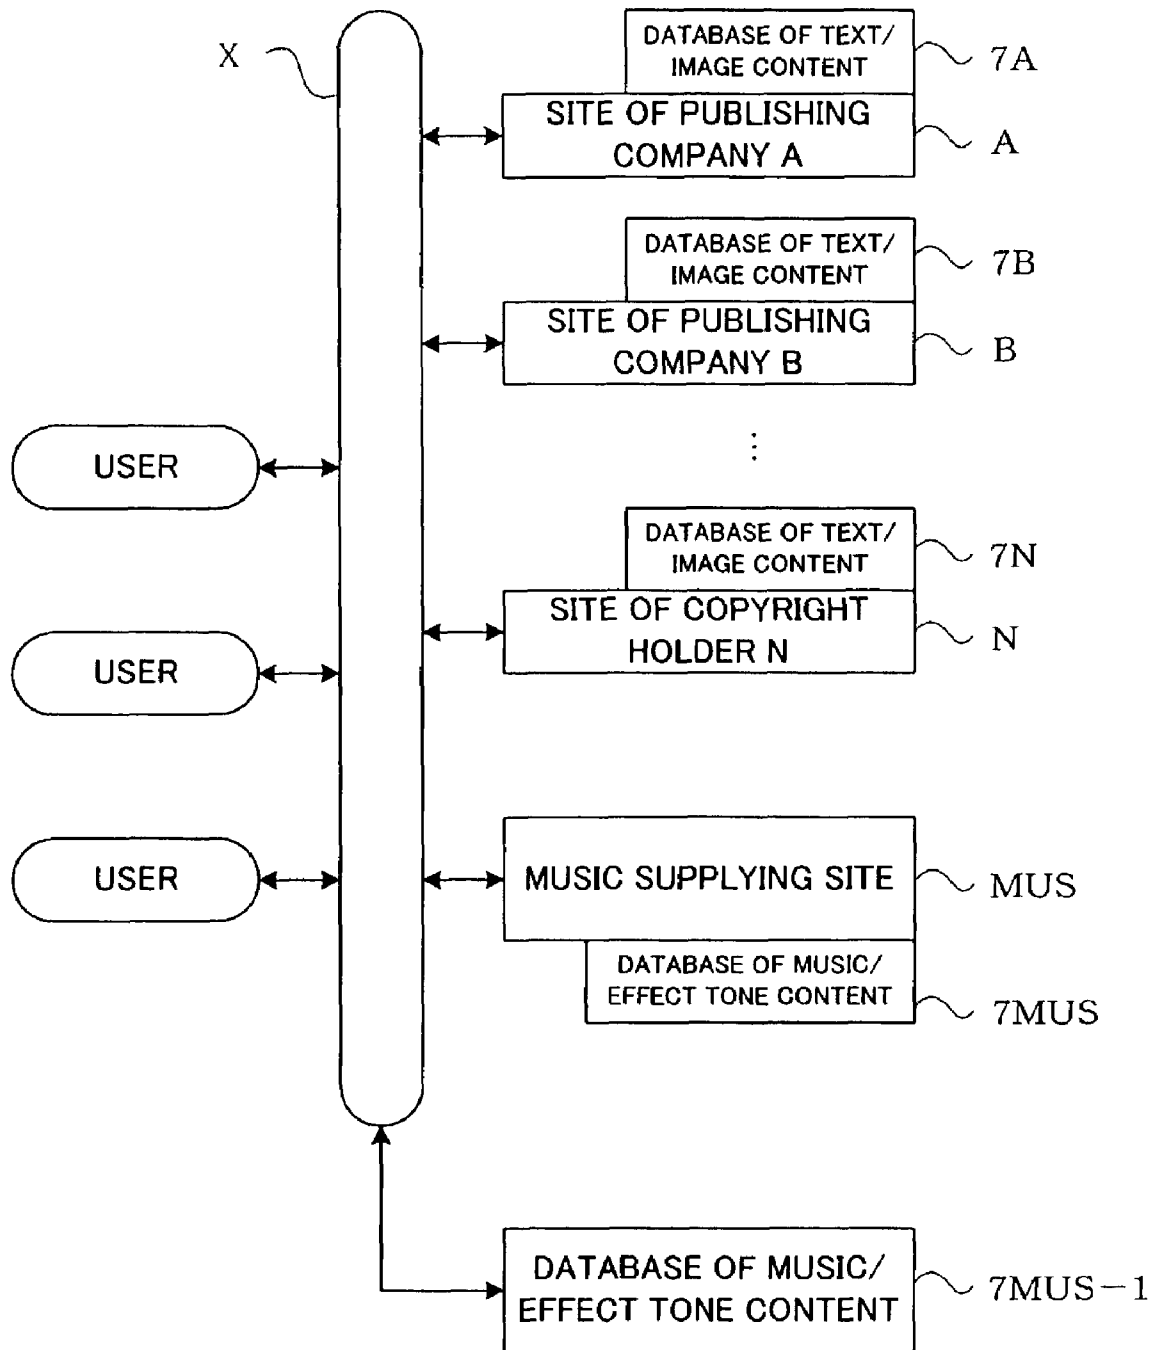 X
DATABASE OF TEXT/
IMAGE CONTENT
7A
SITE OF PUBLISHING
COMPANY A
A
DATABASE OF TEXT/
IMAGE CONTENT
7B
SITE OF PUBLISHING
COMPANY B
B
⋮
USER
DATABASE OF TEXT/
IMAGE CONTENT
7N
SITE OF COPYRIGHT
HOLDER N
N
USER
USER
MUSIC SUPPLYING SITE
MUS
DATABASE OF MUSIC/
EFFECT TONE CONTENT
7MUS
DATABASE OF MUSIC/
EFFECT TONE CONTENT
7MUS-1